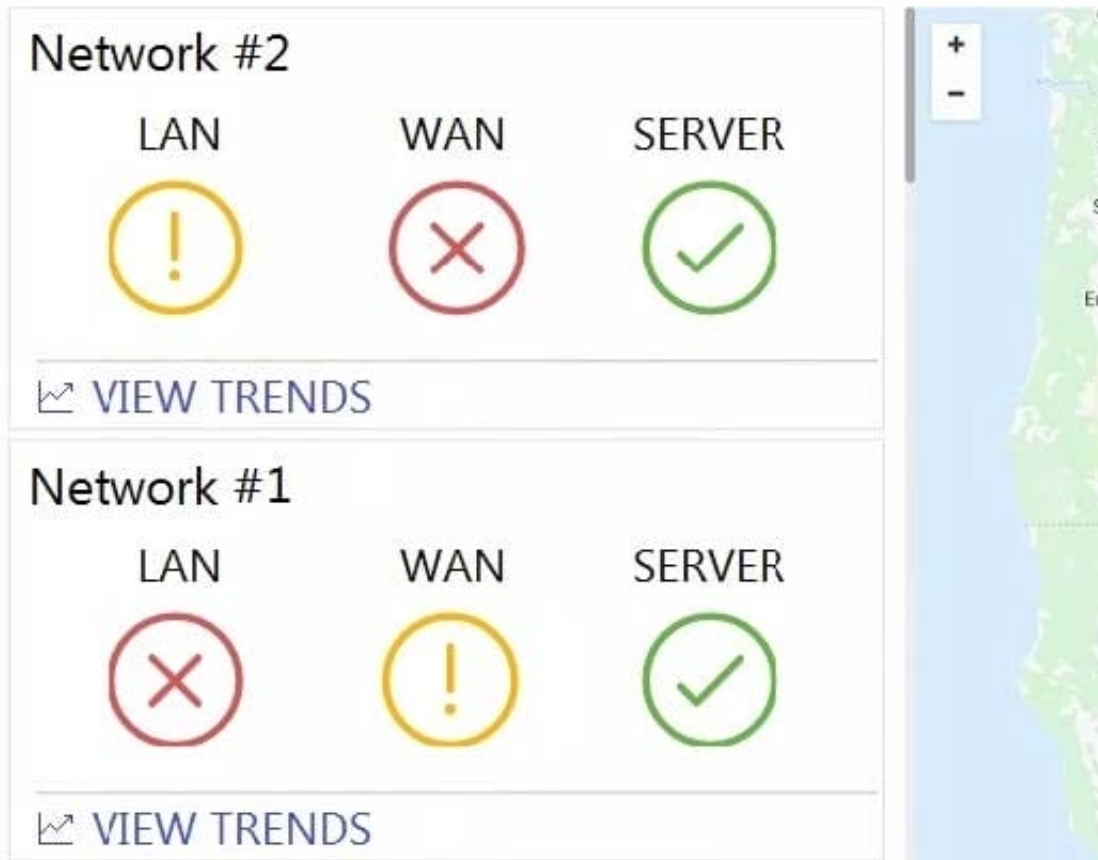 Network #2
LAN WAN SERVER
VIEW TRENDS
Network #1
LAN WAN SERVER
VIEW TRENDS
+
−